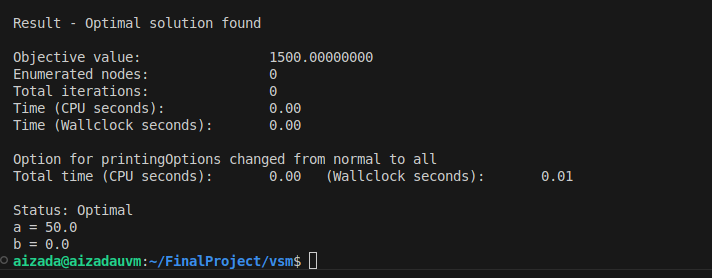 Result - Optimal solution found
Objective value: 1500.00000000
Enumerated nodes: 0
Total iterations: 0
Time (CPU seconds): 0.00
Time (Wallclock seconds): 0.00
Option for printingOptions changed from normal to all
Total time (CPU seconds): 0.00 (Wallclock seconds): 0.01
Status: Optimal
a = 50.0
b = 0.0
aizada@aizadauvm:~/FinalProject/vsm$